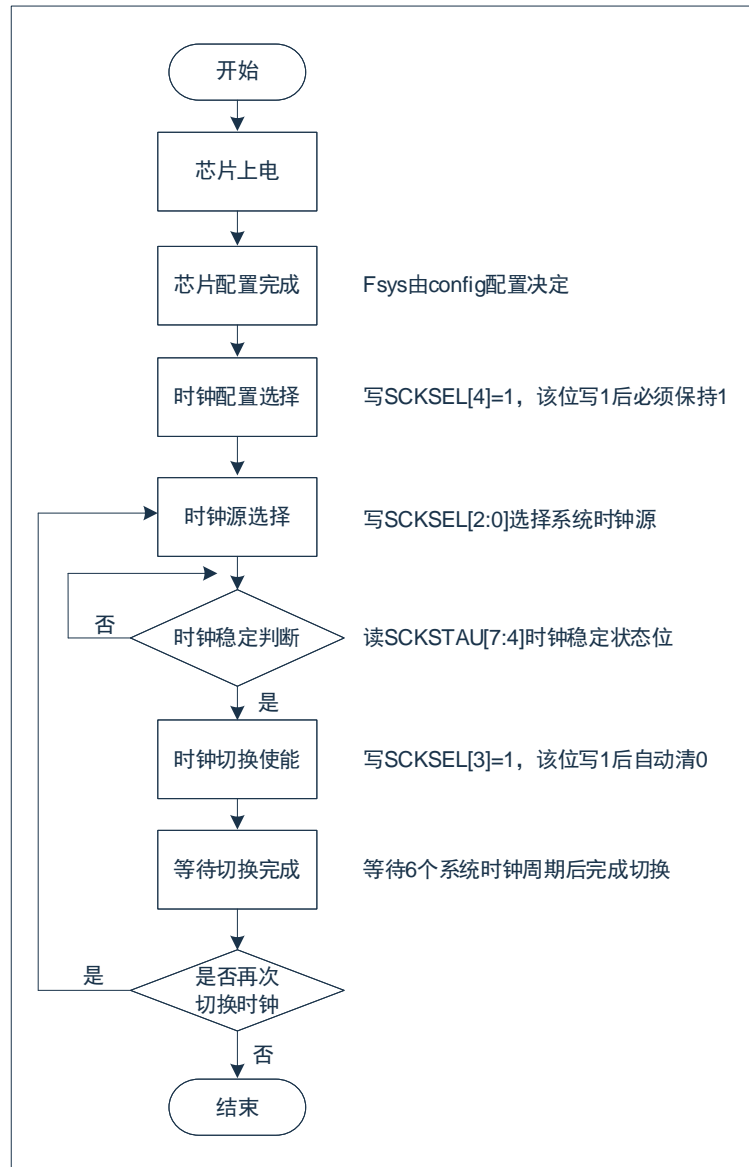 开始
芯片上电
芯片配置完成
Fsys由config配置决定
时钟配置选择
写SCKSEL[4]=1，该位写1后必须保持1
时钟源选择
写SCKSEL[2:0]选择系统时钟源
否
时钟稳定判断
读SCKSTAU[7:4]时钟稳定状态位
是
时钟切换使能
写SCKSEL[3]=1，该位写1后自动清0
等待切换完成
等待6个系统时钟周期后完成切换
是
是否再次
切换时钟
否
结束